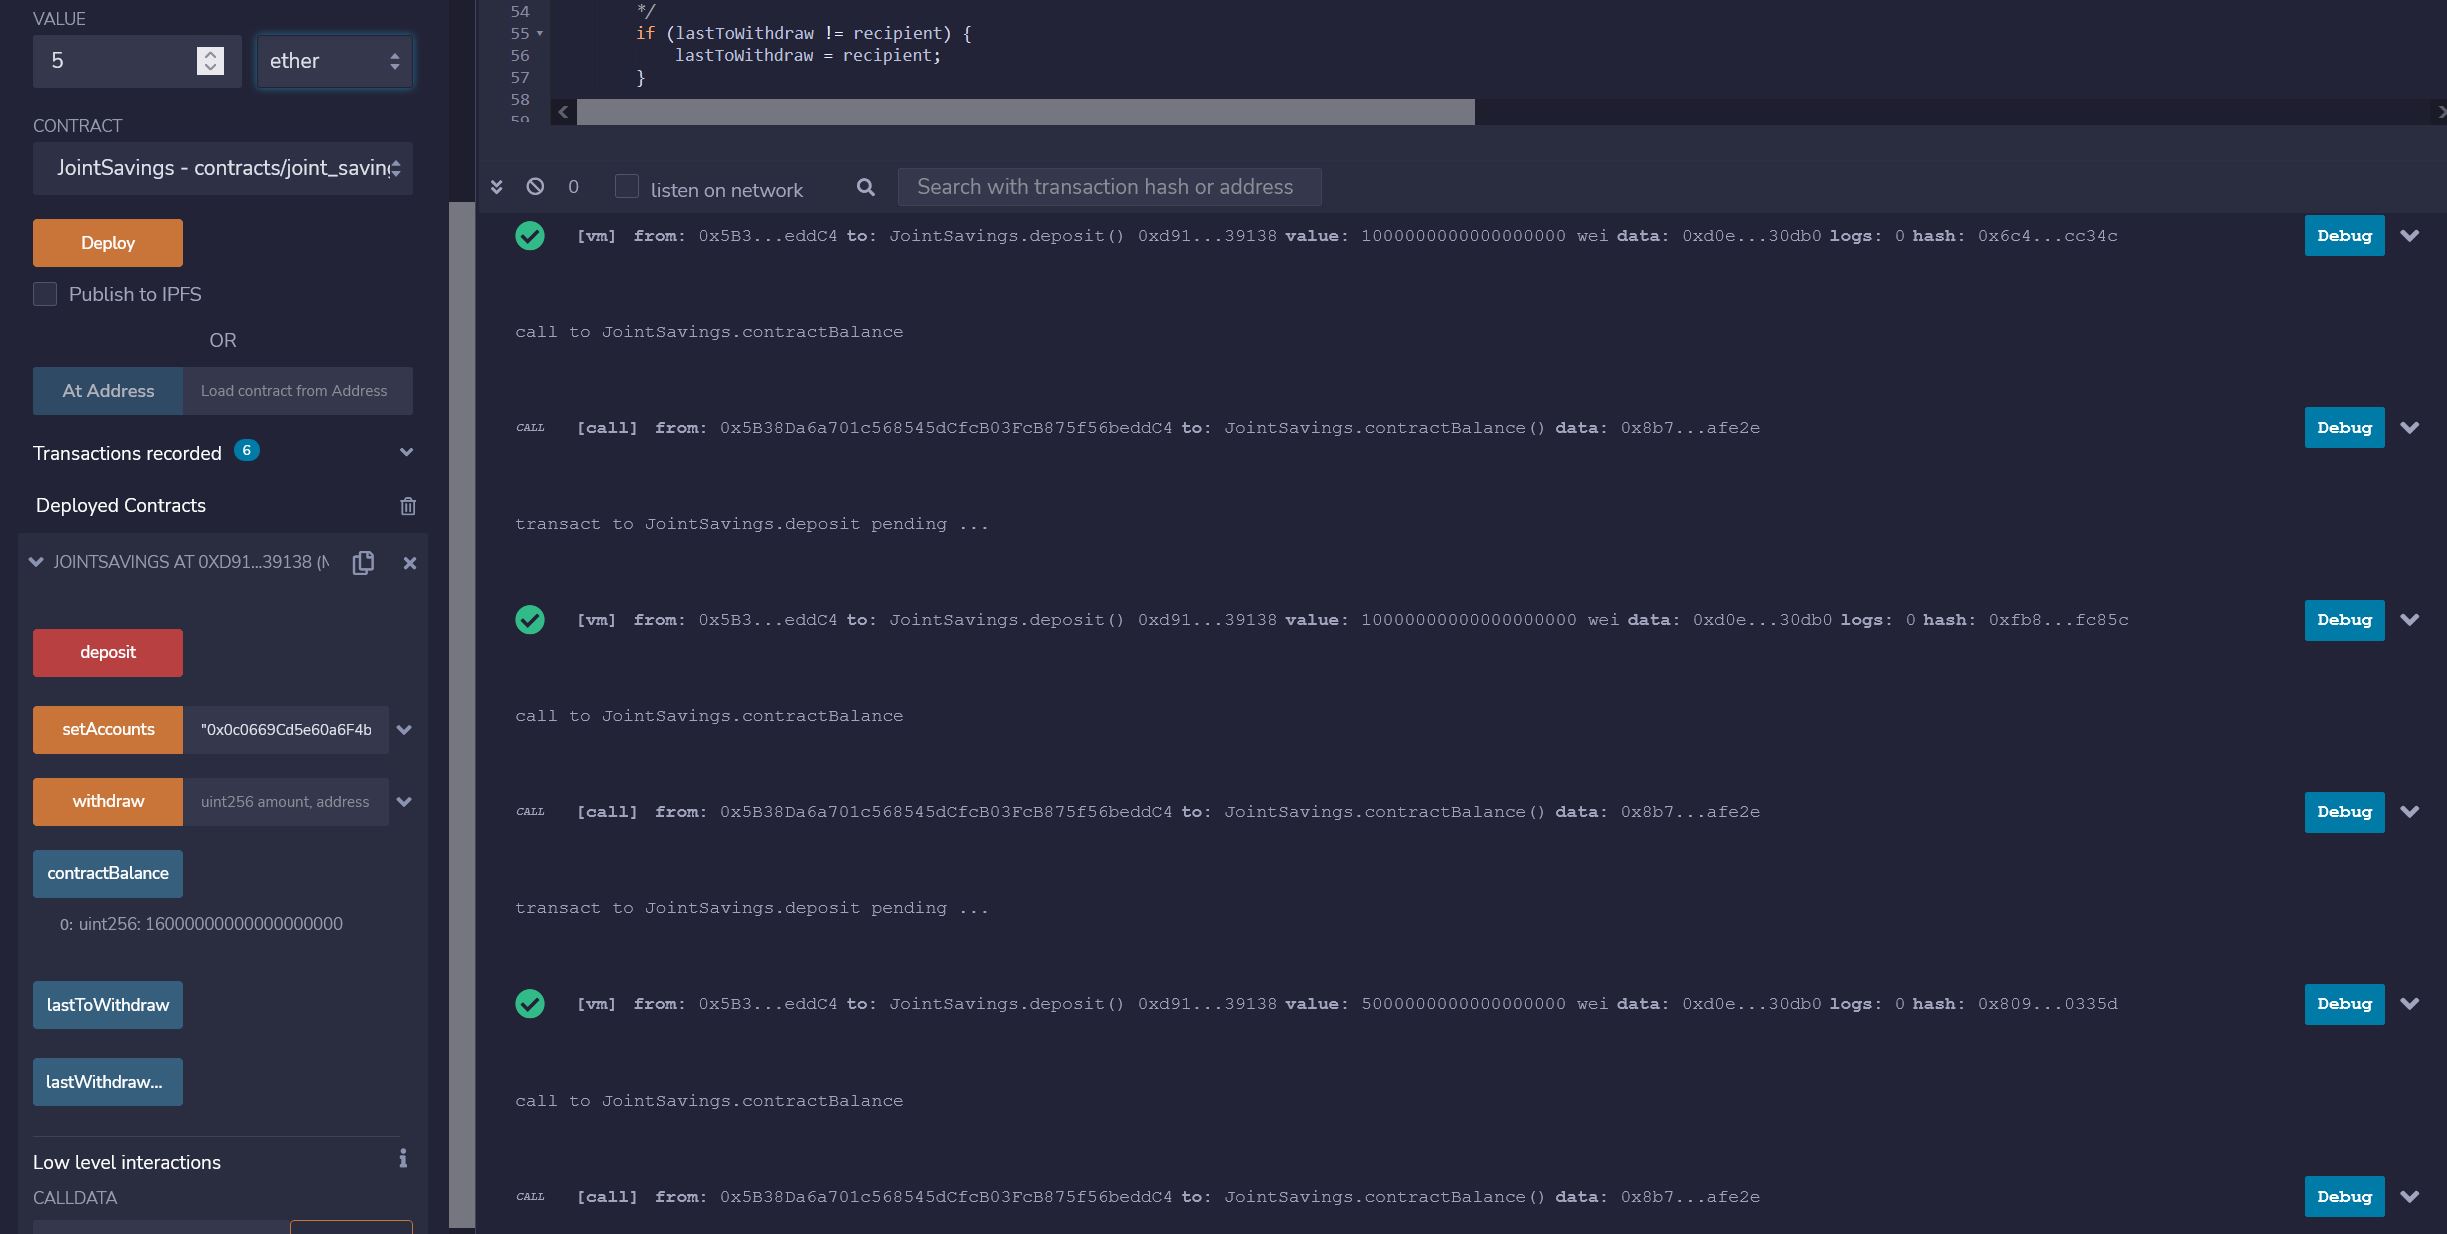 VALUE
5
ether
CONTRACT
JointSavings - contracts/joint_saving
Deploy
Publish to IPFS
OR
At Address
Load contract from Address
Transactions recorded 6
Deployed Contracts
JOINTSAVINGS AT 0XD91...39138 (M
deposit
setAccounts
"0x0c0669Cd5e60a6F4b
withdraw
uint256 amount, address
contractBalance
0: uint256: 16000000000000000000
lastToWithdraw
lastWithdraw...
Low level interactions
CALLDATA
54 */
55 if (lastToWithdraw != recipient) {
56 lastToWithdraw = recipient;
57 }
58
59
0 listen on network Search with transaction hash or address
[vm] from: 0x5B3...eddC4 to: JointSavings.deposit() 0xd91...39138 value: 1000000000000000000 wei data: 0xd0e...30db0 logs: 0 hash: 0x6c4...cc34c Debug
call to JointSavings.contractBalance
CALL [call] from: 0x5B38Da6a701c568545dCfcB03FcB875f56beddC4 to: JointSavings.contractBalance() data: 0x8b7...afe2e Debug
transact to JointSavings.deposit pending ...
[vm] from: 0x5B3...eddC4 to: JointSavings.deposit() 0xd91...39138 value: 10000000000000000000 wei data: 0xd0e...30db0 logs: 0 hash: 0xfb8...fc85c Debug
call to JointSavings.contractBalance
CALL [call] from: 0x5B38Da6a701c568545dCfcB03FcB875f56beddC4 to: JointSavings.contractBalance() data: 0x8b7...afe2e Debug
transact to JointSavings.deposit pending ...
[vm] from: 0x5B3...eddC4 to: JointSavings.deposit() 0xd91...39138 value: 5000000000000000000 wei data: 0xd0e...30db0 logs: 0 hash: 0x809...0335d Debug
call to JointSavings.contractBalance
CALL [call] from: 0x5B38Da6a701c568545dCfcB03FcB875f56beddC4 to: JointSavings.contractBalance() data: 0x8b7...afe2e Debug